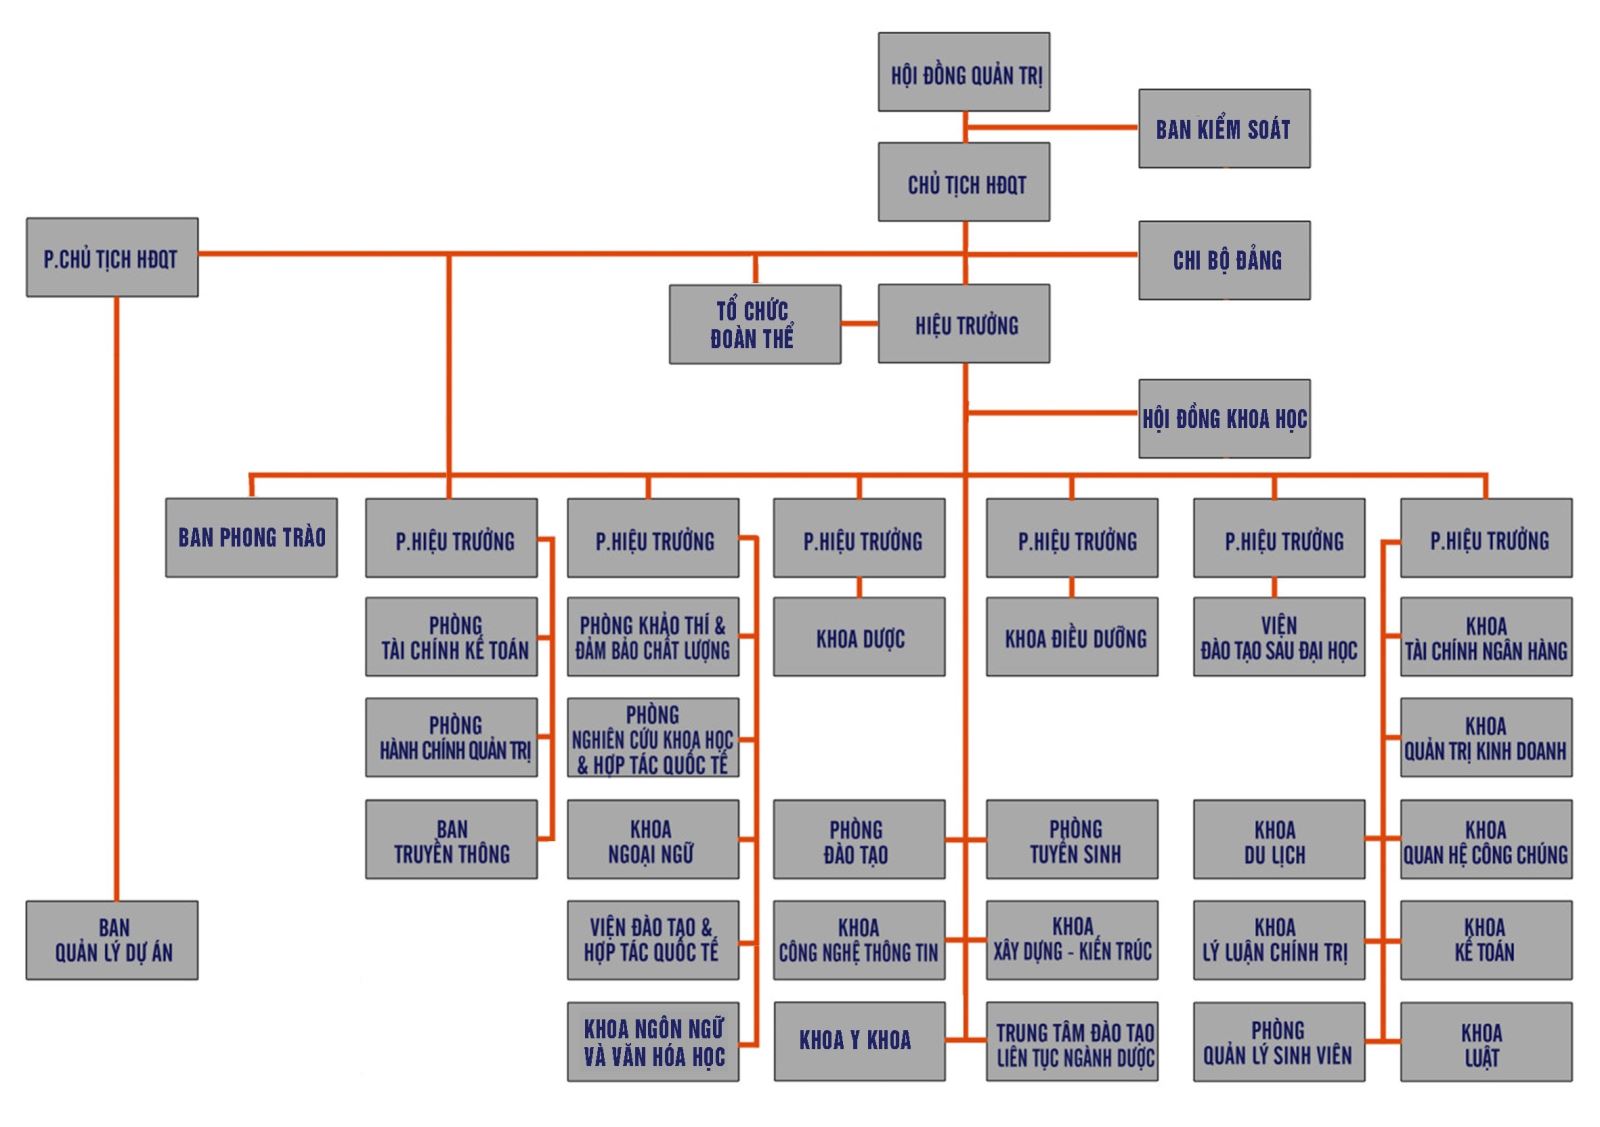 HỘI ĐỒNG QUẢN TRỊ
BAN KIỂM SOÁT
CHỦ TỊCH HĐQT
P.CHỦ TỊCH HĐQT
CHI BỘ ĐẢNG
TỔ CHỨC
ĐOÀN THỂ
HIỆU TRƯỞNG
HỘI ĐỒNG KHOA HỌC
BAN PHONG TRÀO
P.HIỆU TRƯỞNG
P.HIỆU TRƯỞNG
P.HIỆU TRƯỞNG
P.HIỆU TRƯỞNG
P.HIỆU TRƯỞNG
P.HIỆU TRƯỞNG
PHÒNG
TÀI CHÍNH KẾ TOÁN
PHÒNG KHẢO THÍ &
ĐẢM BẢO CHẤT LƯỢNG
KHOA DƯỢC
KHOA ĐIỀU DƯỠNG
VIỆN
ĐÀO TẠO SAU ĐẠI HỌC
KHOA
TÀI CHÍNH NGÂN HÀNG
PHÒNG
HÀNH CHÍNH QUẢN TRỊ
PHÒNG
NGHIÊN CỨU KHOA HỌC
& HỢP TÁC QUỐC TẾ
KHOA
QUẢN TRỊ KINH DOANH
BAN
TRUYỀN THÔNG
KHOA
NGOẠI NGỮ
PHÒNG
ĐÀO TẠO
PHÒNG
TUYỂN SINH
KHOA
DU LỊCH
KHOA
QUAN HỆ CÔNG CHÚNG
BAN
QUẢN LÝ DỰ ÁN
VIỆN ĐÀO TẠO &
HỢP TÁC QUỐC TẾ
KHOA
CÔNG NGHỆ THÔNG TIN
KHOA
XÂY DỰNG - KIẾN TRÚC
KHOA
LÝ LUẬN CHÍNH TRỊ
KHOA
KẾ TOÁN
KHOA NGÔN NGỮ
VÀ VĂN HÓA HỌC
KHOA Y KHOA
TRUNG TÂM ĐÀO TẠO
LIÊN TỤC NGÀNH DƯỢC
PHÒNG
QUẢN LÝ SINH VIÊN
KHOA
LUẬT